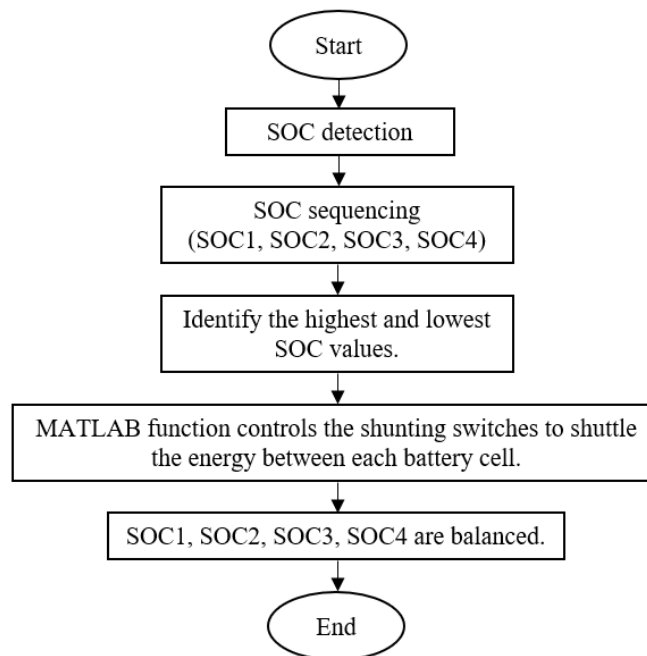 Start
SOC detection
SOC sequencing
(SOC1, SOC2, SOC3, SOC4)
Identify the highest and lowest
SOC values.
MATLAB function controls the shunting switches to shuttle
the energy between each battery cell.
SOC1, SOC2, SOC3, SOC4 are balanced.
End